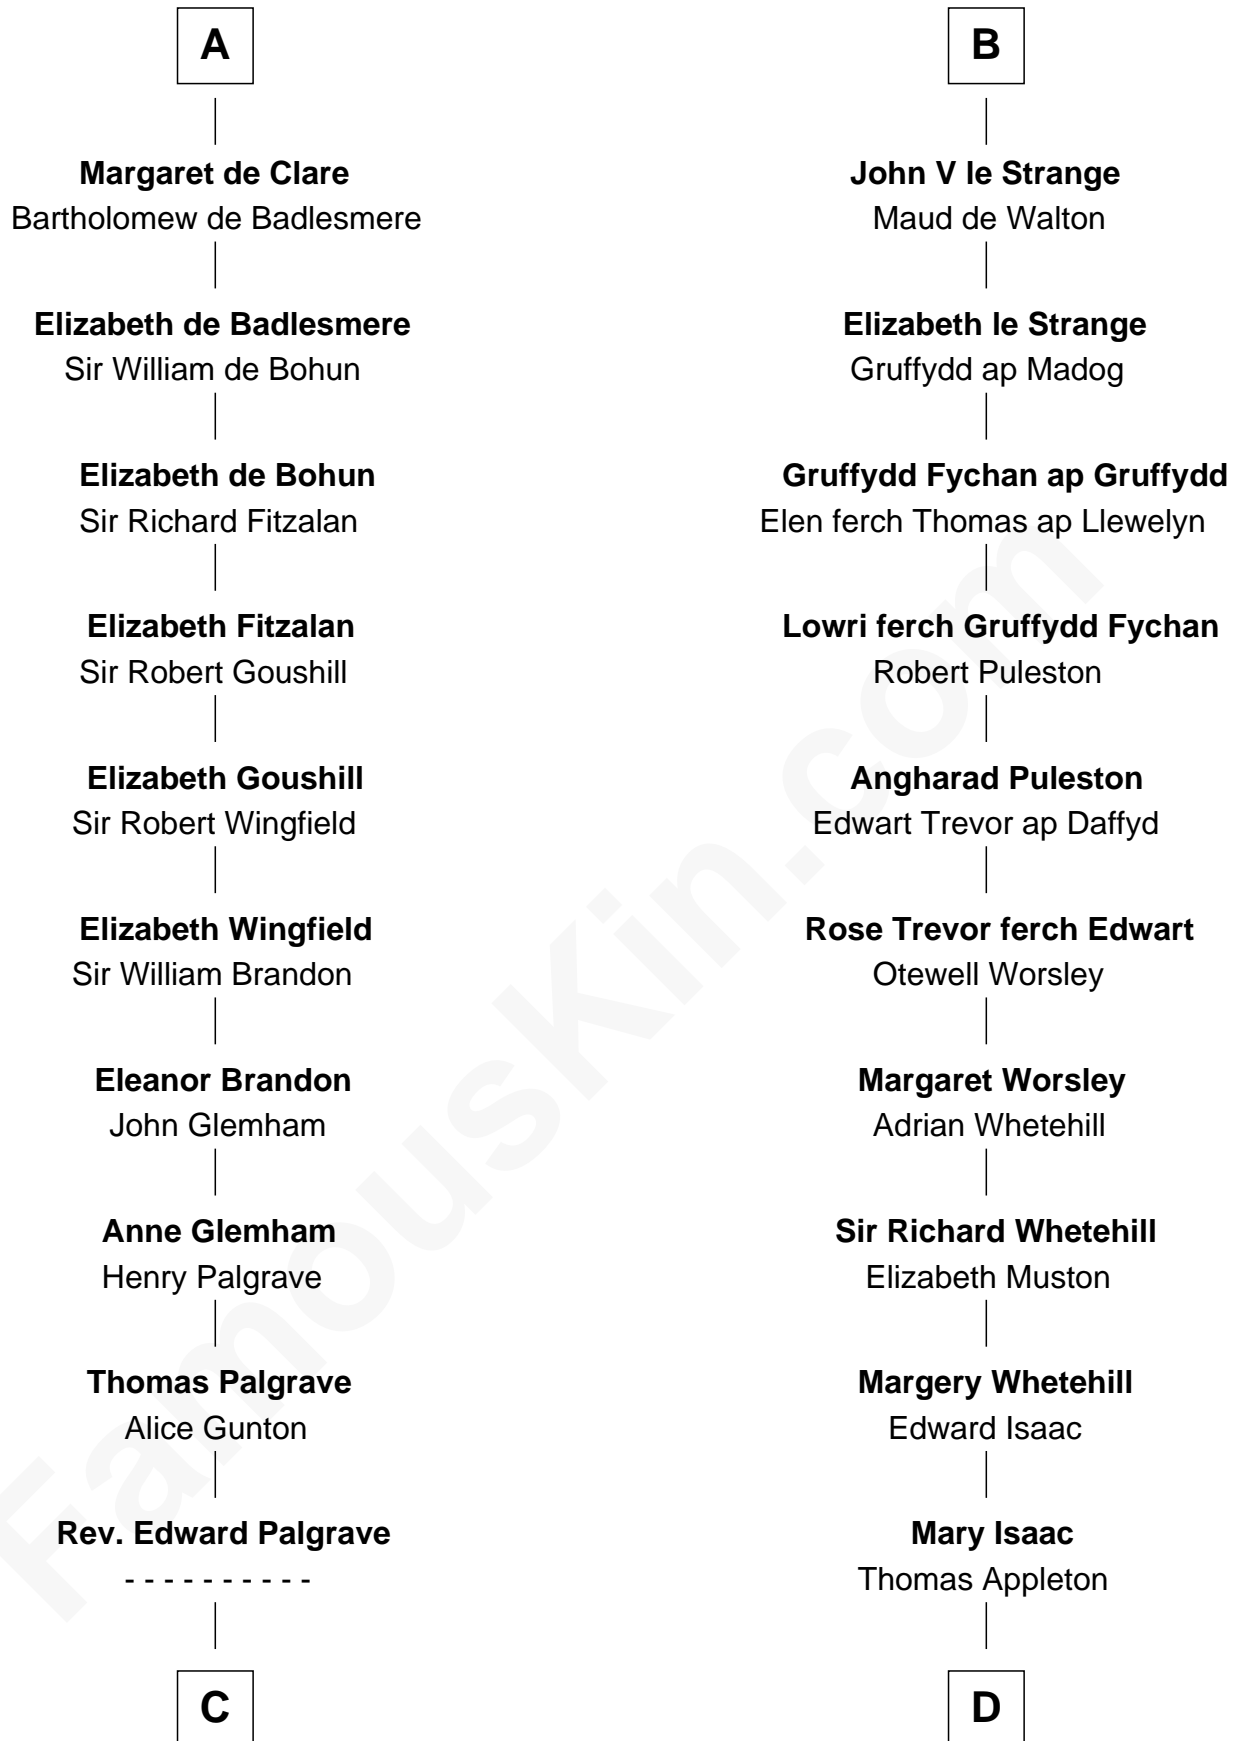 A
Margaret de Clare
Bartholomew de Badlesmere
Elizabeth de Badlesmere
Sir William de Bohun
Elizabeth de Bohun
Sir Richard Fitzalan
Elizabeth Fitzalan
Sir Robert Goushill
Elizabeth Goushill
Sir Robert Wingfield
Elizabeth Wingfield
Sir William Brandon
Eleanor Brandon
John Glemham
Anne Glemham
Henry Palgrave
Thomas Palgrave
Alice Gunton
Rev. Edward Palgrave
- - - - - - - - - -
C
B
John V le Strange
Maud de Walton
Elizabeth le Strange
Gruffydd ap Madog
Gruffydd Fychan ap Gruffydd
Elen ferch Thomas ap Llewelyn
Lowri ferch Gruffydd Fychan
Robert Puleston
Angharad Puleston
Edwart Trevor ap Daffyd
Rose Trevor ferch Edwart
Otewell Worsley
Margaret Worsley
Adrian Whetehill
Sir Richard Whetehill
Elizabeth Muston
Margery Whetehill
Edward Isaac
Mary Isaac
Thomas Appleton
D
FamousKin.com